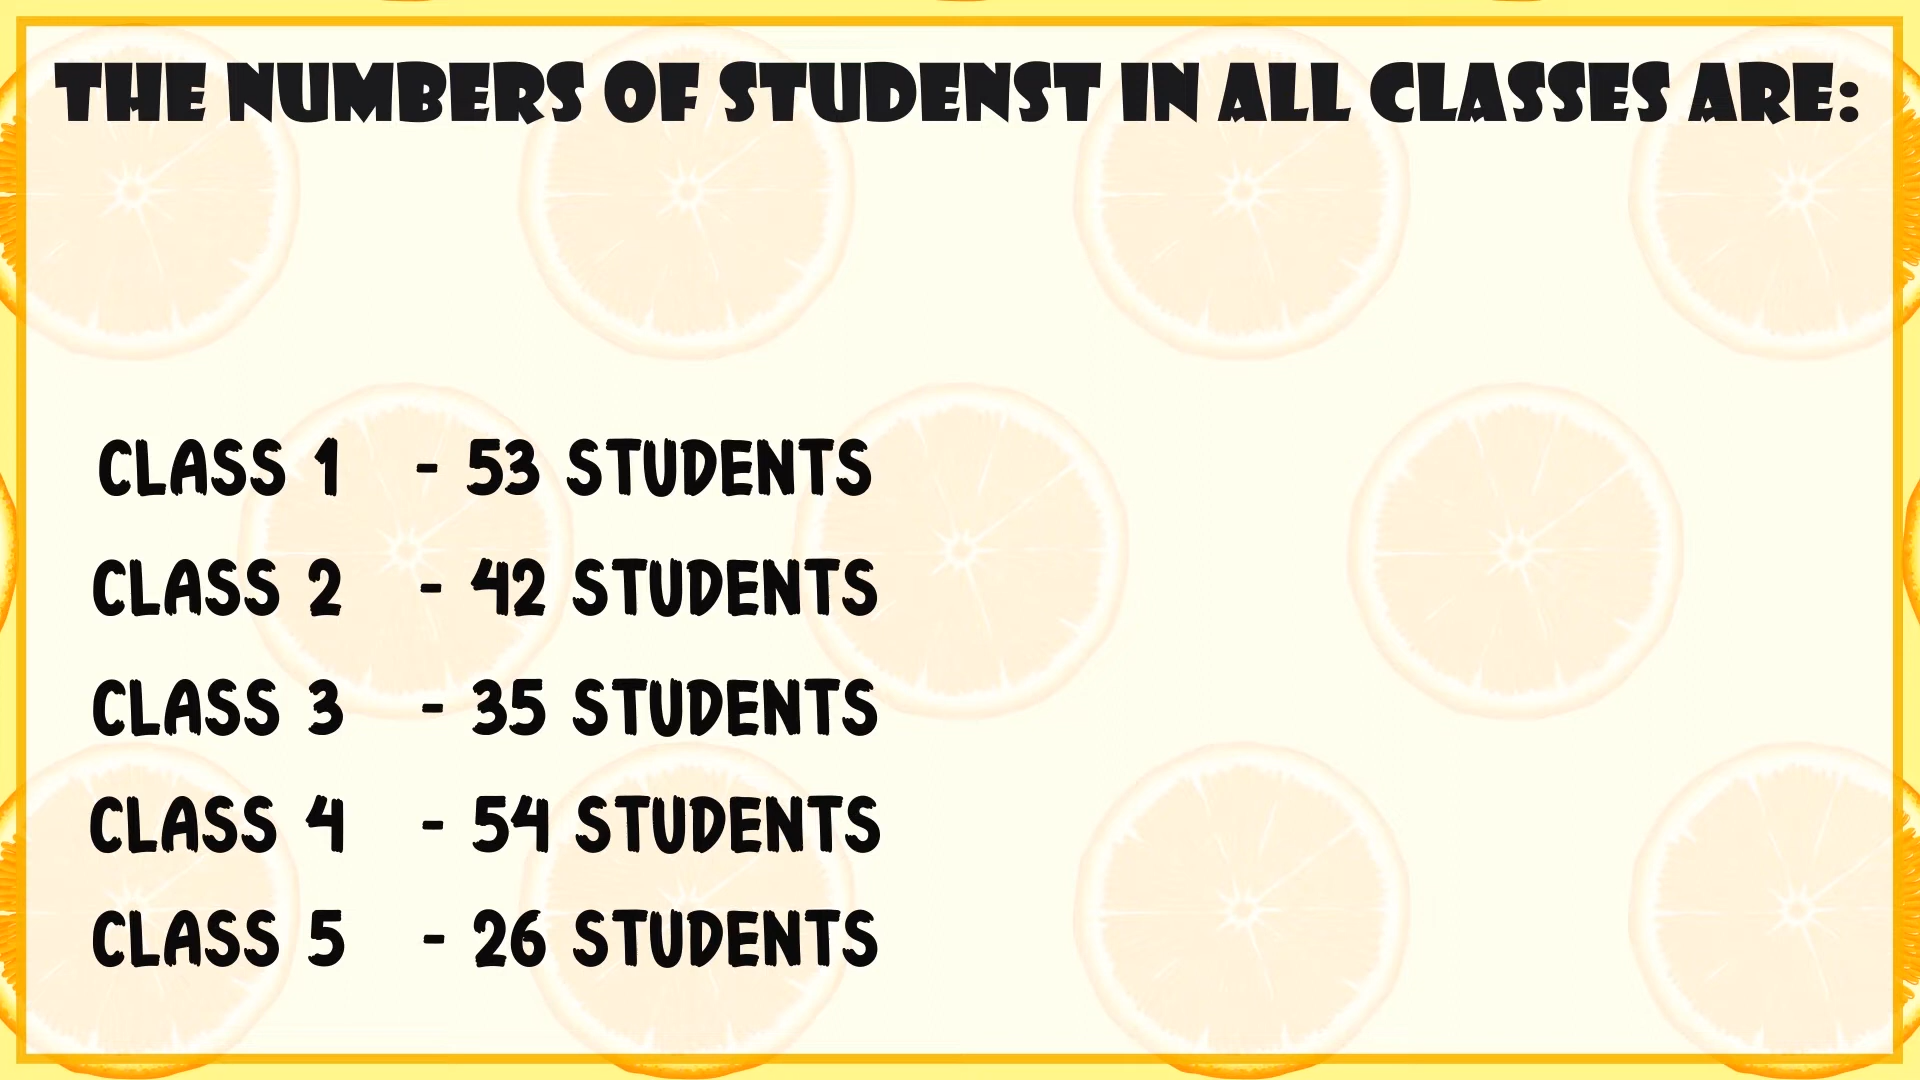 THE NUMBERS OF STUDENST IN ALL CLASSES ARE:
CLASS 1 - 53 STUDENTS
CLASS 2 - 42 STUDENTS
CLASS 3 - 35 STUDENTS
CLASS 4 - 54 STUDENTS
CLASS 5 - 26 STUDENTS